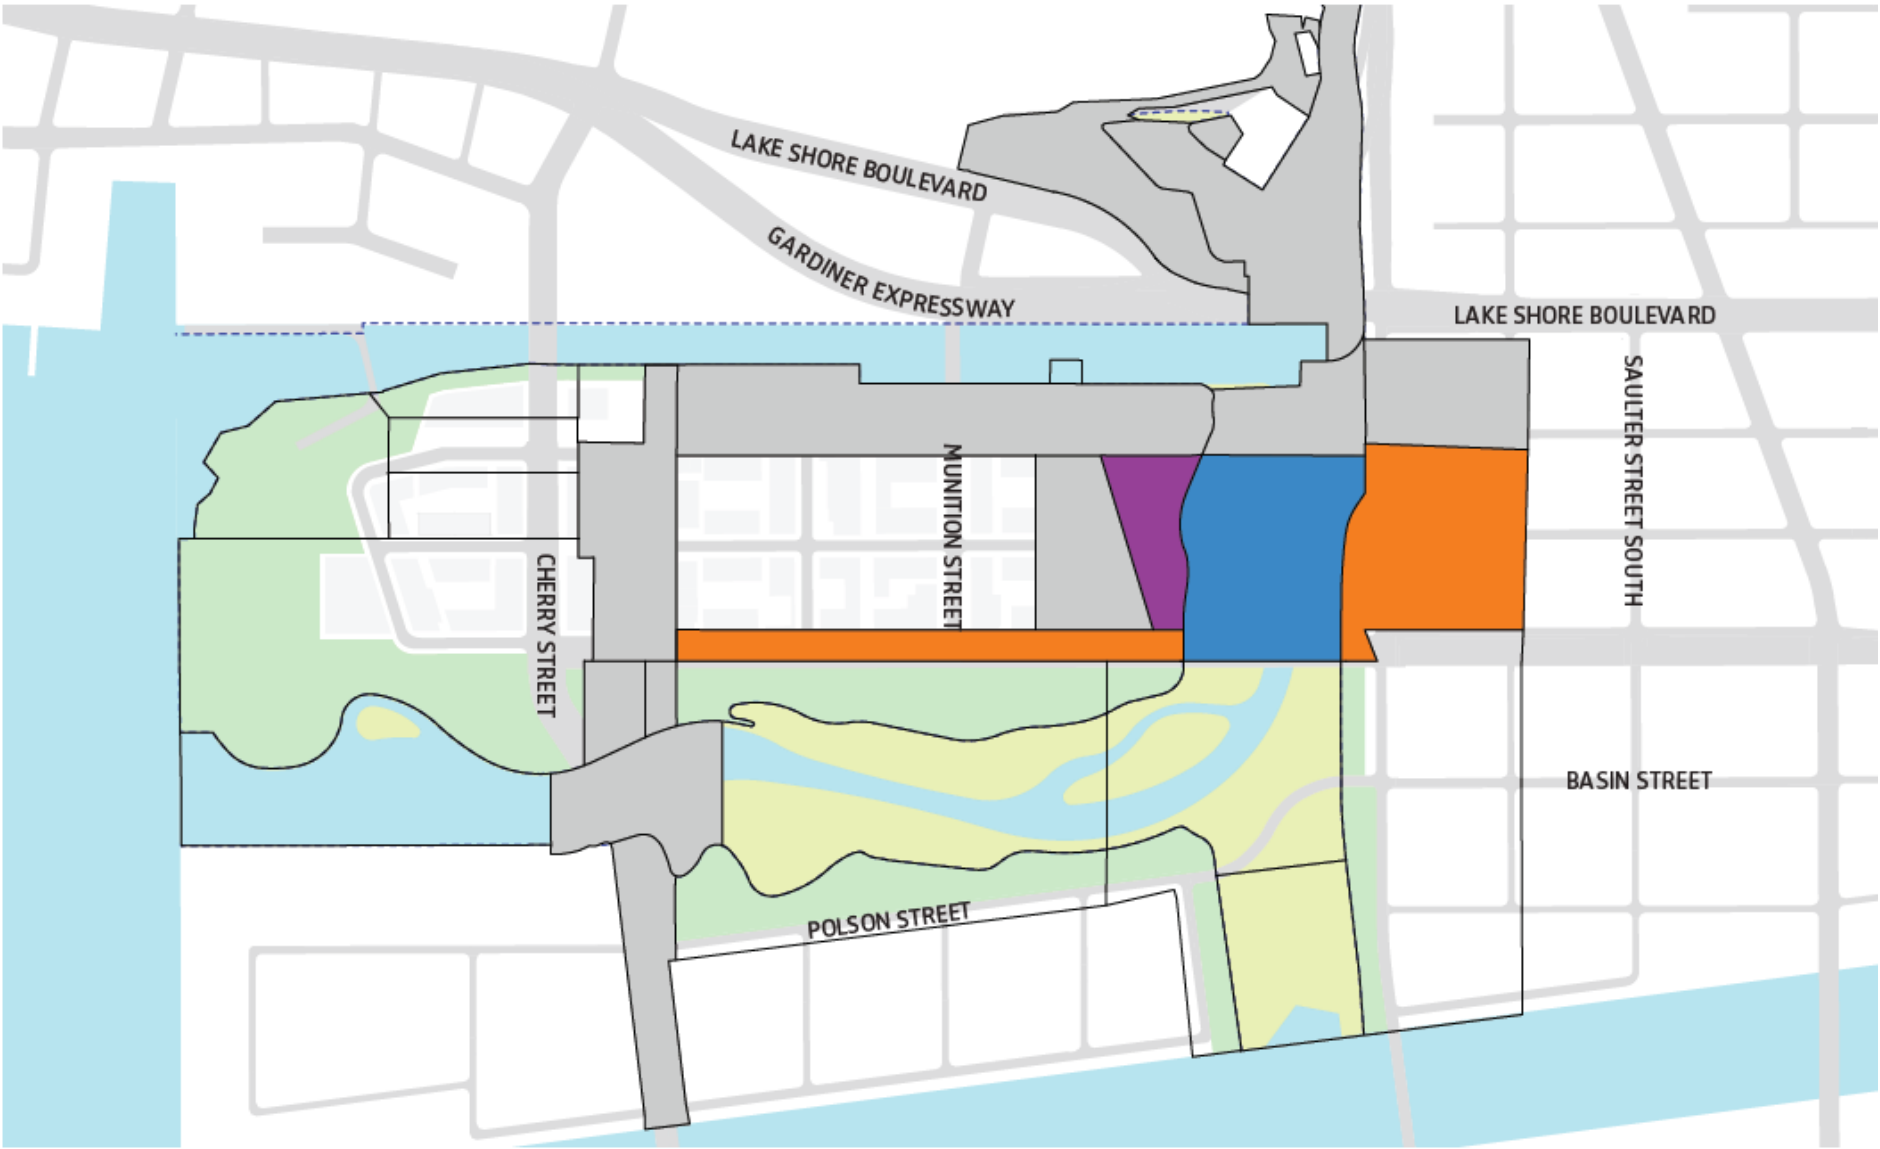 LAKE SHORE BOULEVARD
GARDINER EXPRESSWAY
LAKE SHORE BOULEVARD
SAULTER STREET SOUTH
MUNITION STREET
CHERRY STREET
BASIN STREET
POLSON STREET